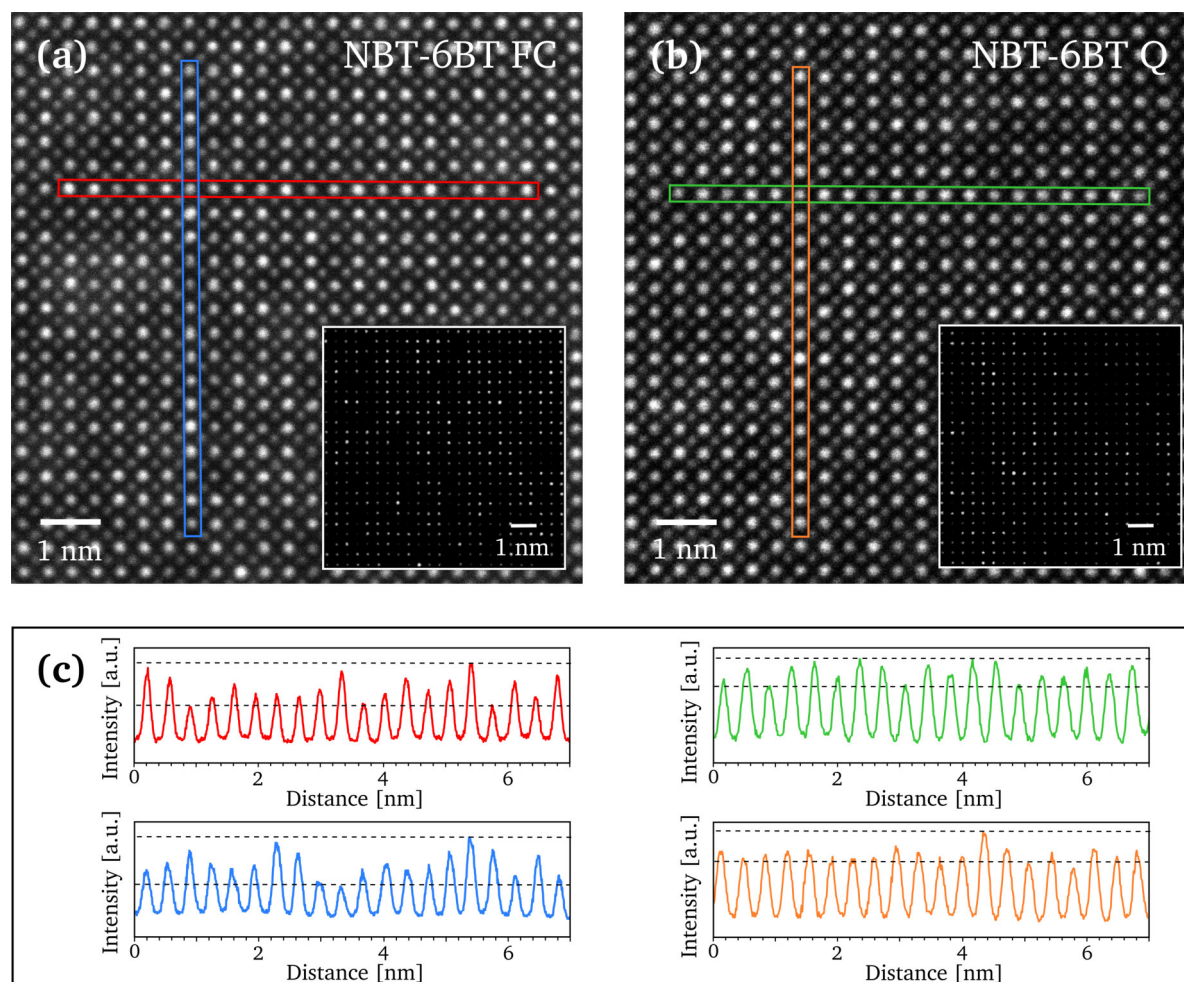 (a) NBT-6BT FC
1 nm
1 nm
(b) NBT-6BT Q
1 nm
1 nm
(c)
Intensity [a.u.]
0 2 4 6
Distance [nm]
Intensity [a.u.]
0 2 4 6
Distance [nm]
Intensity [a.u.]
0 2 4 6
Distance [nm]
Intensity [a.u.]
0 2 4 6
Distance [nm]